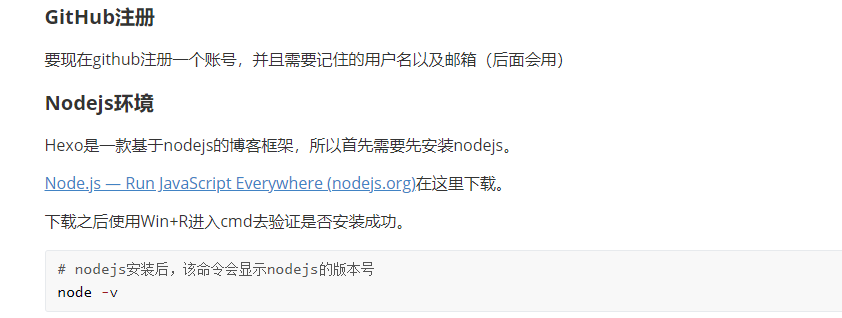 GitHub注册
要现在github注册一个账号，并且需要记住的用户名以及邮箱（后面会用）
Nodejs环境
Hexo是一款基于nodejs的博客框架，所以首先需要先安装nodejs。
Node.js — Run JavaScript Everywhere (nodejs.org)在这里下载。
下载之后使用Win+R进入cmd去验证是否安装成功。
# nodejs安装后，该命令会显示nodejs的版本号
node -v